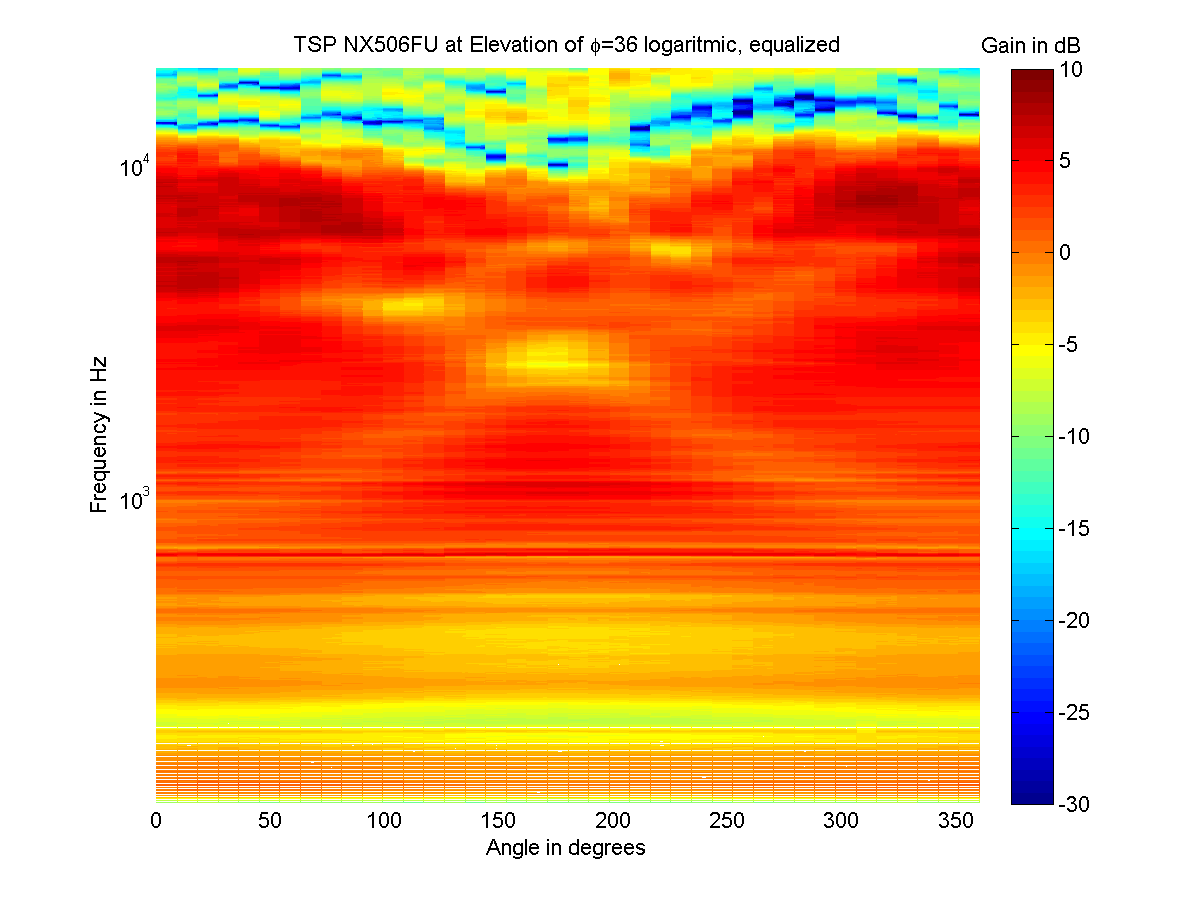 TSP NX506FU at Elevation of ϕ=36 logaritmic, equalized
Gain in dB
10
5
0
-5
-10
-15
-20
-25
-30
10^4
10^3
Frequency in Hz
0 50 100 150 200 250 300 350
Angle in degrees